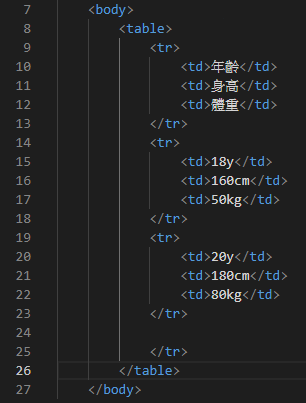 7 <body>
8 <table>
9 <tr>
10 <td>年齡</td>
11 <td>身高</td>
12 <td>體重</td>
13 </tr>
14 <tr>
15 <td>18y</td>
16 <td>160cm</td>
17 <td>50kg</td>
18 </tr>
19 <tr>
20 <td>20y</td>
21 <td>180cm</td>
22 <td>80kg</td>
23 </tr>
24
25 </tr>
26 </table>
27 </body>